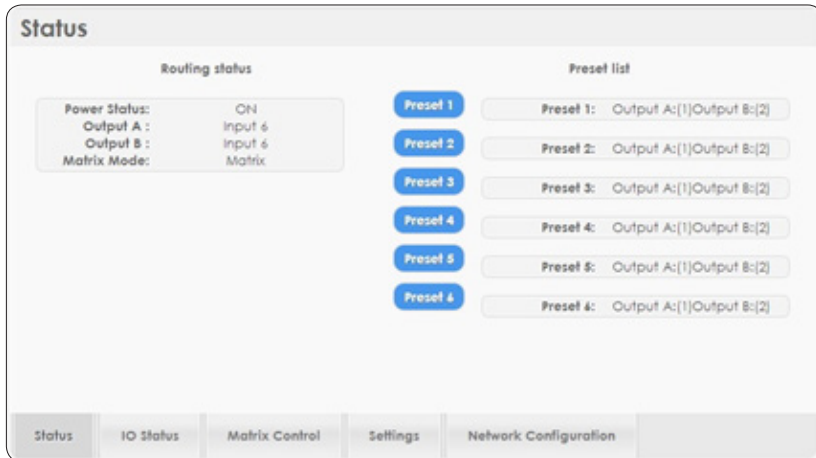 Status
Routing status
Power Status: ON
Output A : Input 6
Output B : Input 6
Matrix Mode: Matrix
Preset list
Preset 1 Preset 1: Output A:(1)Output B:(2)
Preset 2 Preset 2: Output A:(1)Output B:(2)
Preset 3 Preset 3: Output A:(1)Output B:(2)
Preset 4 Preset 4: Output A:(1)Output B:(2)
Preset 5 Preset 5: Output A:(1)Output B:(2)
Preset 6 Preset 6: Output A:(1)Output B:(2)
Status IO Status Matrix Control Settings Network Configuration